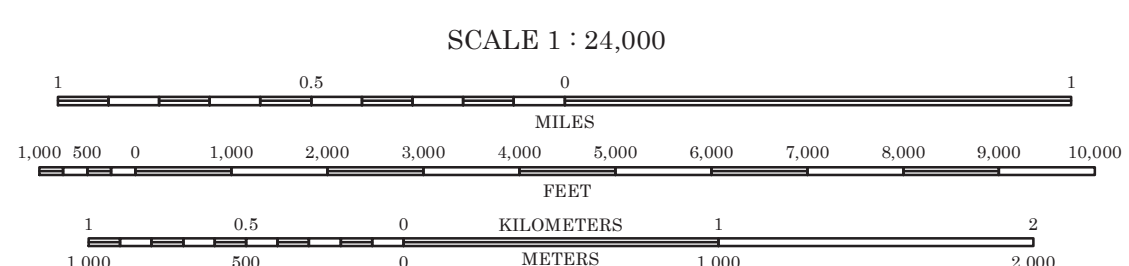 SCALE 1 : 24,000
1 0.5 0 1
MILES
1,000 500 0 1,000 2,000 3,000 4,000 5,000 6,000 7,000 8,000 9,000 10,000
FEET
1 0.5 0 KILOMETERS 1 2
1,000 500 0 METERS 1,000 2,000